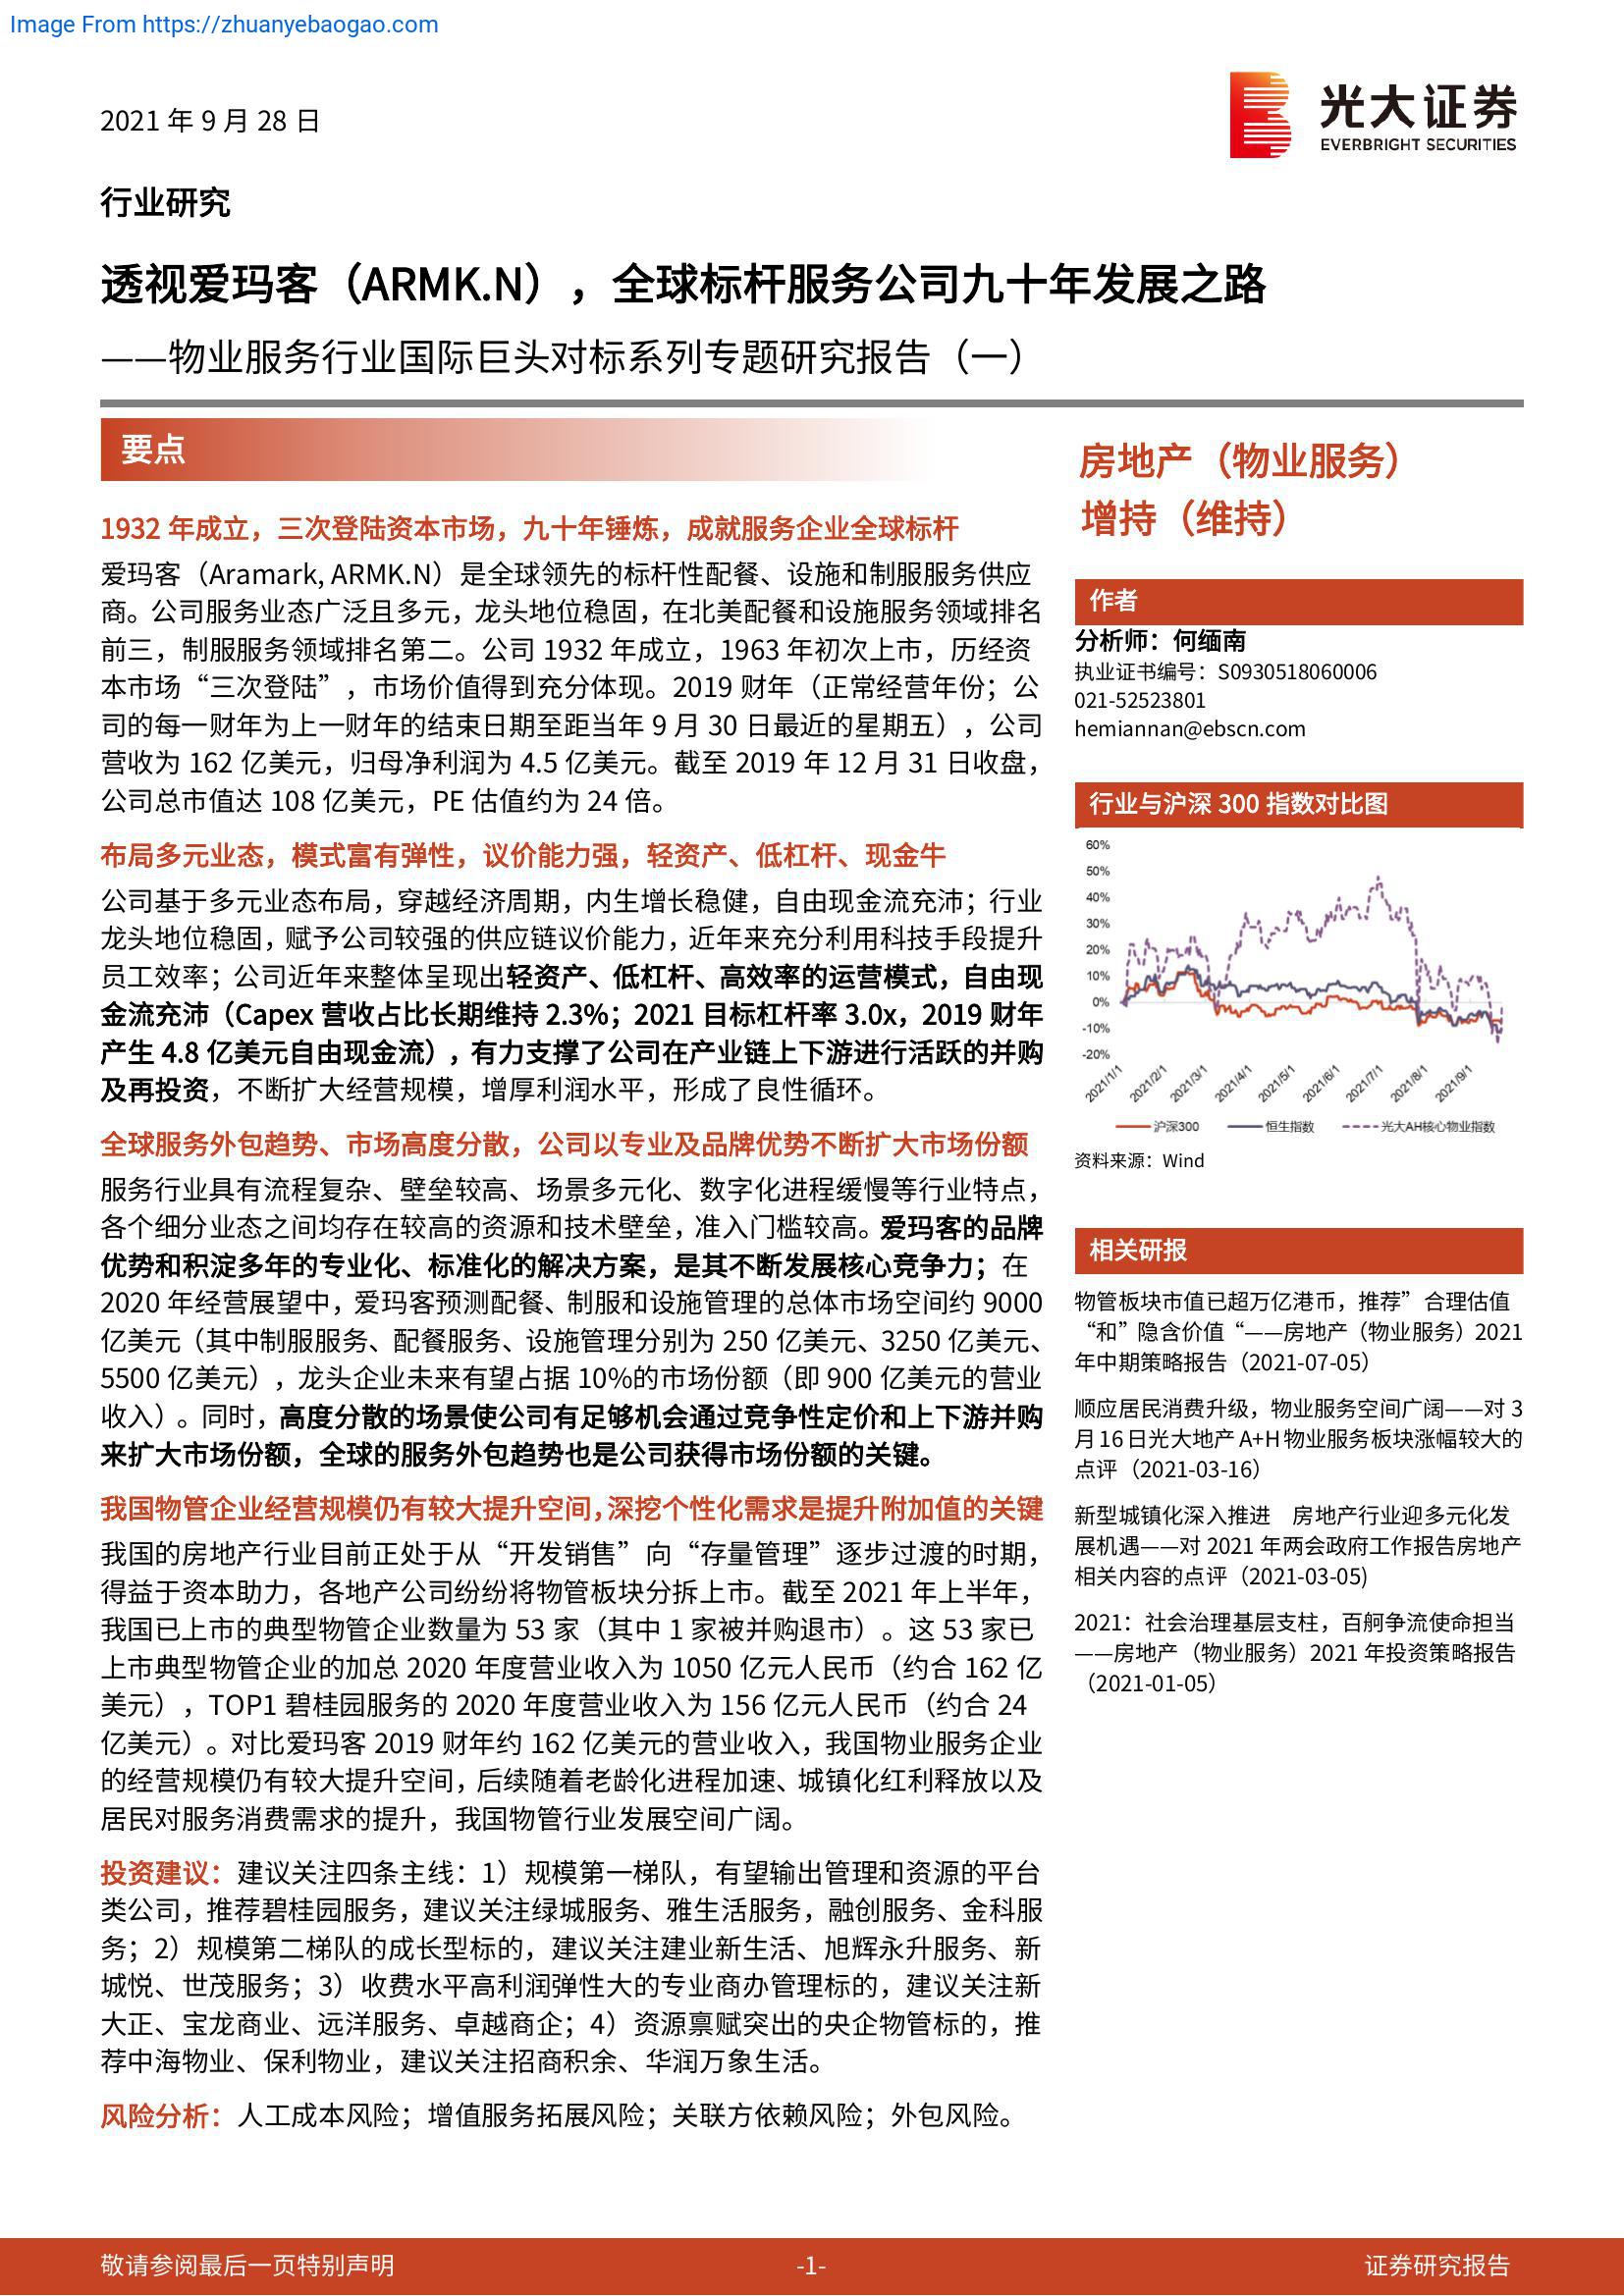 Image From https://zhuanyebaogao.com
2021 年 9 月 28 日
光大证券
EVERBRIGHT SECURITIES
行业研究
透视爱玛客（ARMK.N），全球标杆服务公司九十年发展之路
——物业服务行业国际巨头对标系列专题研究报告（一）
要点
1932 年成立，三次登陆资本市场，九十年锤炼，成就服务企业全球标杆
爱玛客（Aramark, ARMK.N）是全球领先的标杆性配餐、设施和制服服务供应
商。公司服务业态广泛且多元，龙头地位稳固，在北美配餐和设施服务领域排名
前三，制服服务领域排名第二。公司 1932 年成立，1963 年初次上市，历经资
本市场“三次登陆”，市场价值得到充分体现。2019 财年（正常经营年份；公
司的每一财年为上一财年的结束日期至距当年 9 月 30 日最近的星期五），公司
营收为 162 亿美元，归母净利润为 4.5 亿美元。截至 2019 年 12 月 31 日收盘，
公司总市值达 108 亿美元，PE 估值约为 24 倍。
布局多元业态，模式富有弹性，议价能力强，轻资产、低杠杆、现金牛
公司基于多元业态布局，穿越经济周期，内生增长稳健，自由现金流充沛；行业
龙头地位稳固，赋予公司较强的供应链议价能力，近年来充分利用科技手段提升
员工效率；公司近年来整体呈现出轻资产、低杠杆、高效率的运营模式，自由现
金流充沛（Capex 营收占比长期维持 2.3%；2021 目标杠杆率 3.0x，2019 财年
产生 4.8 亿美元自由现金流），有力支撑了公司在产业链上下游进行活跃的并购
及再投资，不断扩大经营规模，增厚利润水平，形成了良性循环。
全球服务外包趋势、市场高度分散，公司以专业及品牌优势不断扩大市场份额
服务行业具有流程复杂、壁垒较高、场景多元化、数字化进程缓慢等行业特点，
各个细分业态之间均存在较高的资源和技术壁垒，准入门槛较高。爱玛客的品牌
优势和积淀多年的专业化、标准化的解决方案，是其不断发展核心竞争力；在
2020 年经营展望中，爱玛客预测配餐、制服和设施管理的总体市场空间约 9000
亿美元（其中制服服务、配餐服务、设施管理分别为 250 亿美元、3250 亿美元、
5500 亿美元），龙头企业未来有望占据 10%的市场份额（即 900 亿美元的营业
收入）。同时，高度分散的场景使公司有足够机会通过竞争性定价和上下游并购
来扩大市场份额，全球的服务外包趋势也是公司获得市场份额的关键。
我国物管企业经营规模仍有较大提升空间，深挖个性化需求是提升附加值的关键
我国的房地产行业目前正处于从“开发销售”向“存量管理”逐步过渡的时期，
得益于资本助力，各地产公司纷纷将物管板块分拆上市。截至 2021 年上半年，
我国已上市的典型物管企业数量为 53 家（其中 1 家被并购退市）。这 53 家已
上市典型物管企业的加总 2020 年度营业收入为 1050 亿元人民币（约合 162 亿
美元），TOP1 碧桂园服务的 2020 年度营业收入为 156 亿元人民币（约合 24
亿美元）。对比爱玛客 2019 财年约 162 亿美元的营业收入，我国物业服务企业
的经营规模仍有较大提升空间，后续随着老龄化进程加速、城镇化红利释放以及
居民对服务消费需求的提升，我国物管行业发展空间广阔。
投资建议：建议关注四条主线：1）规模第一梯队，有望输出管理和资源的平台
类公司，推荐碧桂园服务，建议关注绿城服务、雅生活服务，融创服务、金科服
务；2）规模第二梯队的成长型标的，建议关注建业新生活、旭辉永升服务、新
城悦、世茂服务；3）收费水平高利润弹性大的专业商办管理标的，建议关注新
大正、宝龙商业、远洋服务、卓越商企；4）资源禀赋突出的央企物管标的，推
荐中海物业、保利物业，建议关注招商积余、华润万象生活。
风险分析：人工成本风险；增值服务拓展风险；关联方依赖风险；外包风险。
房地产（物业服务）
增持（维持）
作者
分析师：何缅南
执业证书编号：S0930518060006
021-52523801
hemiannan@ebscn.com
行业与沪深 300 指数对比图
60%
50%
40%
30%
20%
10%
0%
-10%
-20%
2021/1/1 2021/2/1 2021/3/1 2021/4/1 2021/5/1 2021/6/1 2021/7/1 2021/8/1 2021/9/1
沪深300 恒生指数 光大AH核心物业指数
资料来源：Wind
相关研报
物管板块市值已超万亿港币，推荐”合理估值
“和”隐含价值“——房地产（物业服务）2021
年中期策略报告（2021-07-05）
顺应居民消费升级，物业服务空间广阔——对 3
月 16 日光大地产 A+H 物业服务板块涨幅较大的
点评（2021-03-16）
新型城镇化深入推进 房地产行业迎多元化发
展机遇——对 2021 年两会政府工作报告房地产
相关内容的点评（2021-03-05)
2021：社会治理基层支柱，百舸争流使命担当
——房地产（物业服务）2021 年投资策略报告
（2021-01-05）
敬请参阅最后一页特别声明
-1-
证券研究报告